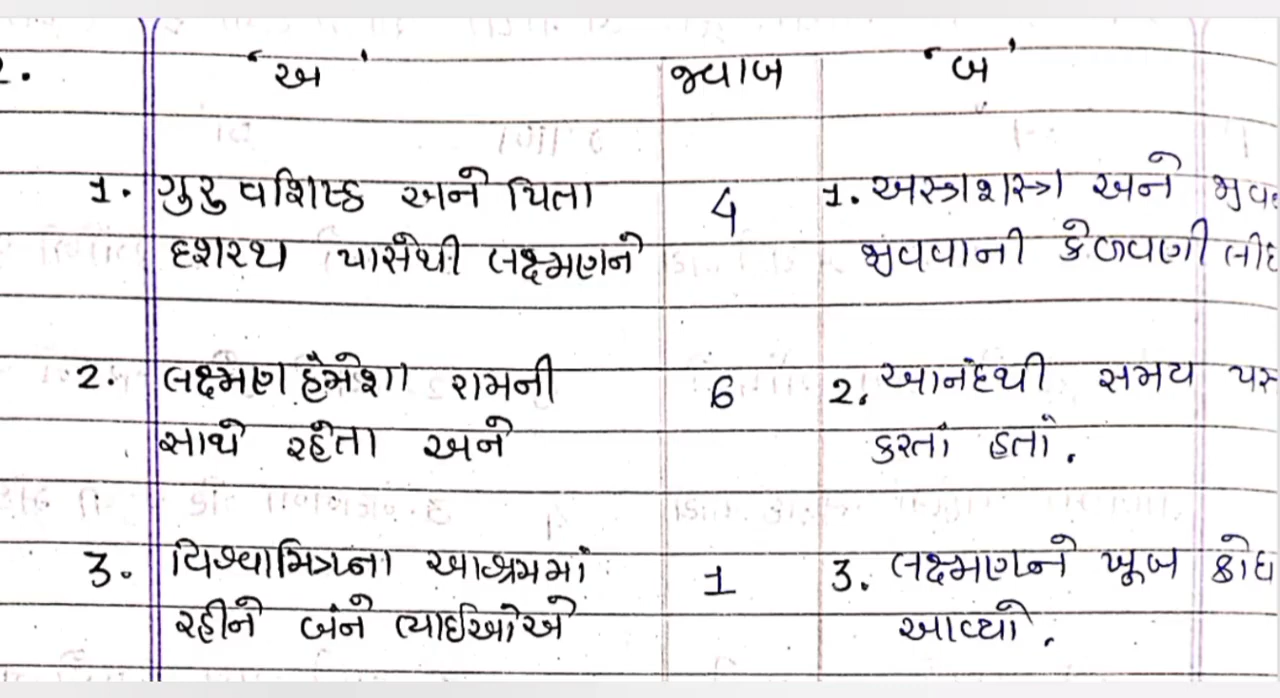 'અ' જવાબ 'બ'
1. ગુરુ વશિષ્ઠ અને પિતા 4 1. અસ્ત્રશસ્ત્ર અને
દશરથ પાસેથી લક્ષ્મણને કેળવણી
2. લક્ષ્મણ હંમેશા રામની 6 2. આનંદથી સમય
સાથે રહેતા અને કરતાં હતાં.
3. વિશ્વામિત્રના આશ્રમમાં 1 3. લક્ષ્મણને ખૂબ
રહીને બંને ભાઈઓએ આવ્યો.